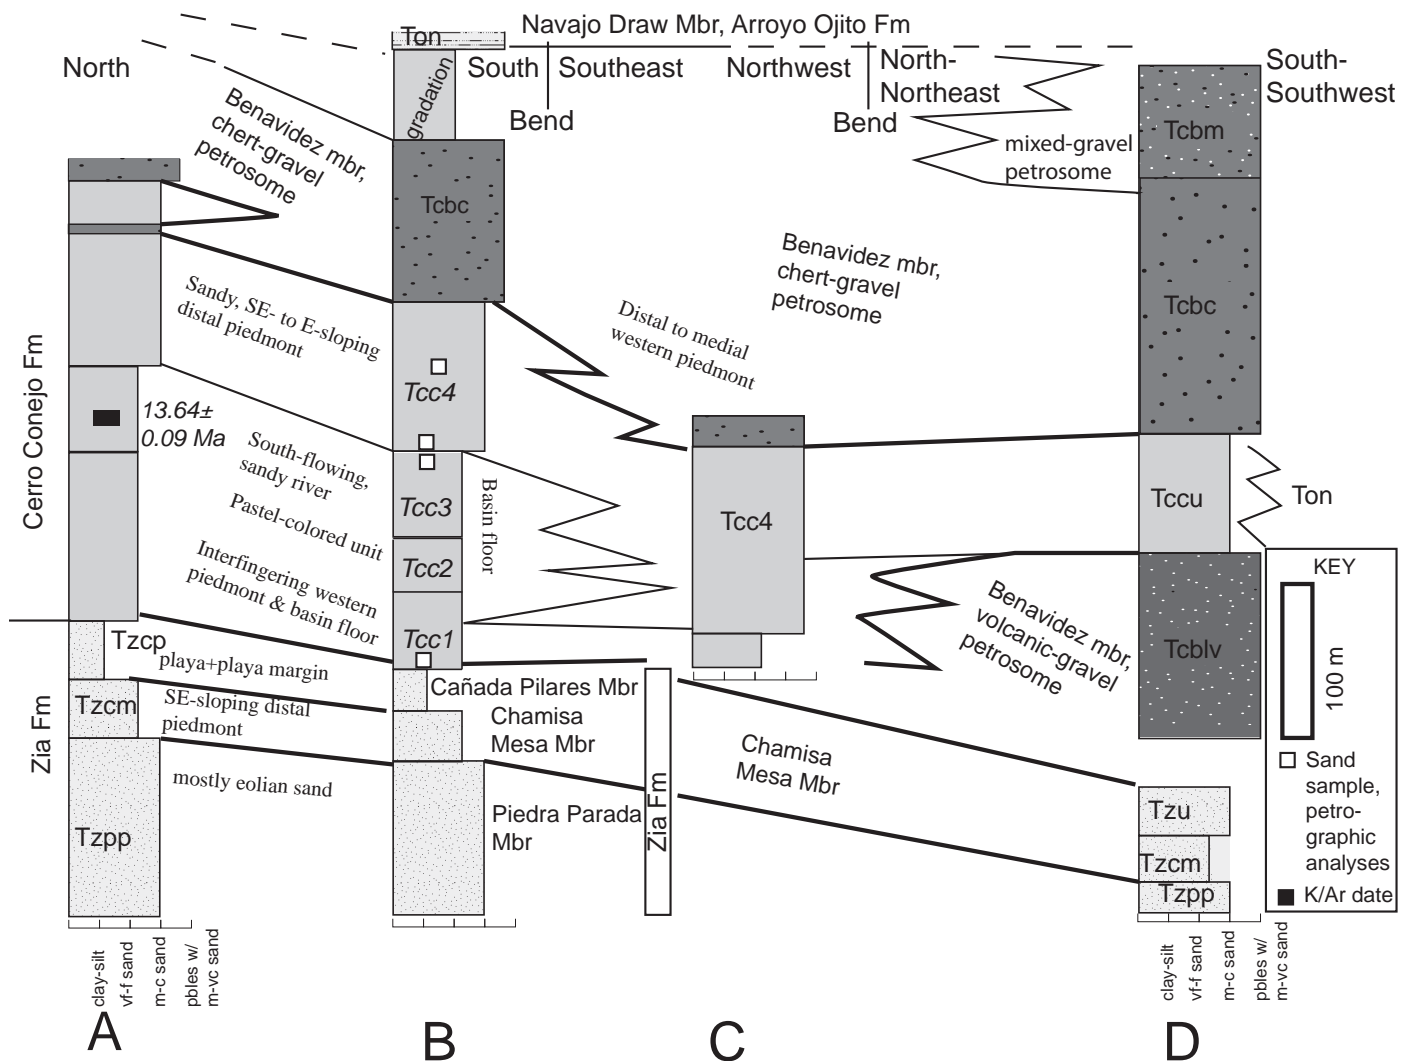 Ton
Navajo Draw Mbr, Arroyo Ojito Fm
North
gradation
South
Southeast
Bend
Northwest
Bend
North-
Northeast
South-
Southwest
Benavidez mbr,
chert-gravel
petrosome
mixed-gravel
petrosome
Tcbm
Tcbc
Benavidez mbr,
chert-gravel
petrosome
Tcbc
Sandy, SE- to E-sloping
distal piedmont
Distal to medial
western piedmont
Cerro Conejo Fm
13.64±
0.09 Ma
Tcc4
South-flowing,
sandy river
Pastel-colored unit
Interfingering western
piedmont & basin floor
Tcc3
Tcc2
Tcc1
Basin floor
Tcc4
Tccu
Ton
Benavidez mbr,
volcanic-gravel
petrosome
Tcblv
Zia Fm
Tzcp
playa+playa margin
Tzcm
SE-sloping distal
piedmont
mostly eolian sand
Tzpp
Cañada Pilares Mbr
Chamisa
Mesa Mbr
Piedra Parada
Mbr
Zia Fm
Chamisa
Mesa Mbr
Tzu
Tzcm
Tzpp
KEY
100 m
Sand
sample,
petro-
graphic
analyses
K/Ar date
clay-silt
vf-f sand
m-c sand
pbles w/
m-vc sand
clay-silt
vf-f sand
m-c sand
pbles w/
m-vc sand
A
B
C
D